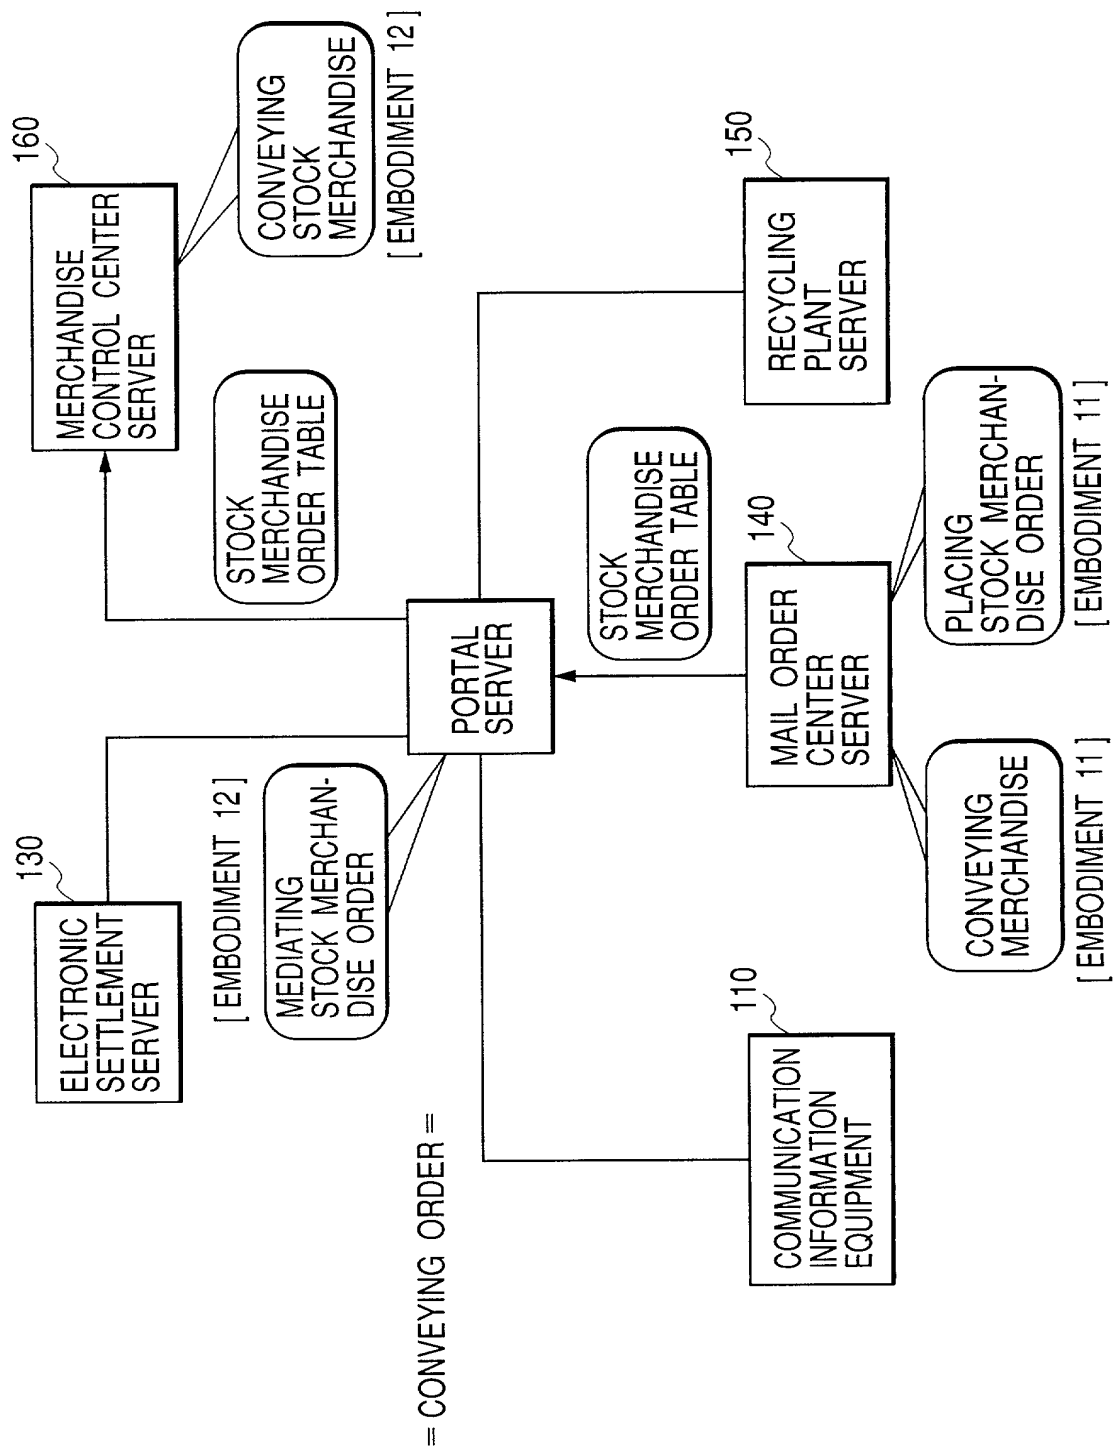 = CONVEYING ORDER =
130
ELECTRONIC
SETTLEMENT
SERVER
160
MERCHANDISE
CONTROL CENTER
SERVER
[EMBODIMENT 12]
MEDIATING
STOCK MERCHAN-
DISE ORDER
STOCK
MERCHANDISE
ORDER TABLE
CONVEYING
STOCK
MERCHANDISE
[EMBODIMENT 12]
PORTAL
SERVER
STOCK
MERCHANDISE
ORDER TABLE
110
COMMUNICATION
INFORMATION
EQUIPMENT
140
MAIL ORDER
CENTER
SERVER
150
RECYCLING
PLANT
SERVER
CONVEYING
MERCHANDISE
[EMBODIMENT 11]
PLACING
STOCK MERCHAN-
DISE ORDER
[EMBODIMENT 11]